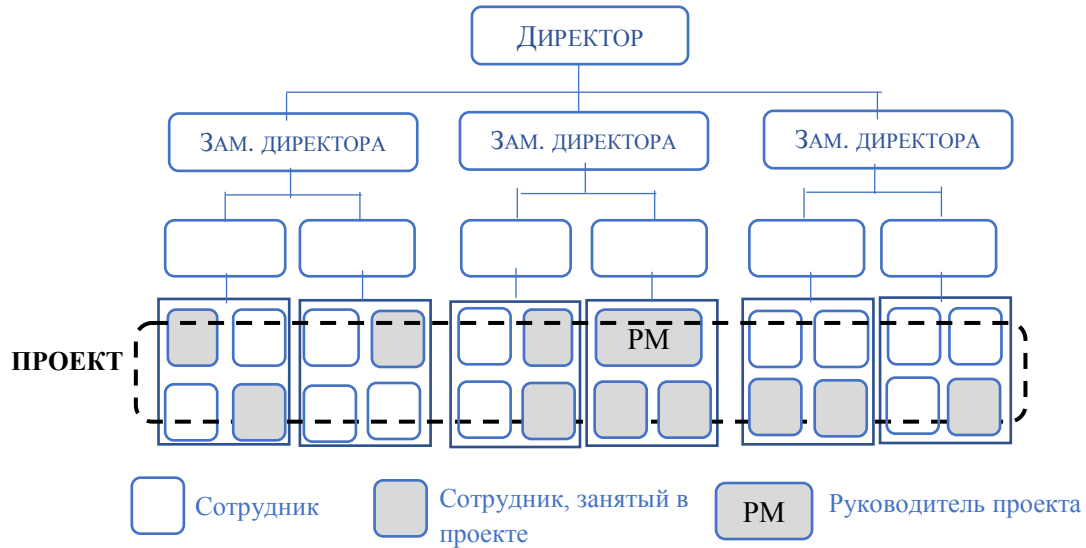 ДИРЕКТОР
ЗАМ. ДИРЕКТОРА
ЗАМ. ДИРЕКТОРА
ЗАМ. ДИРЕКТОРА
ПРОЕКТ
РМ
Сотрудник
Сотрудник, занятый в
проекте
РМ
Руководитель проекта